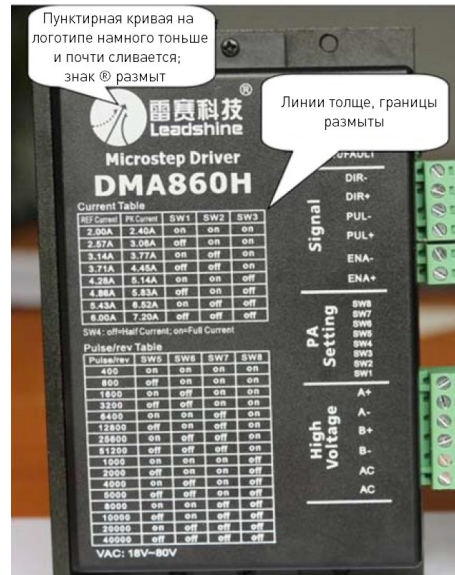 Пунктирная кривая на
логотипе намного тоньше
и почти сливается;
знак ® размыт
Линии толще, границы
размыты
®
雷赛科技
Leadshine
Microstep Driver
DMA860H
Current Table
REF Current PK Current SW1 SW2 SW3
2.00A 2.40A on on on
2.57A 3.08A off on on
3.14A 3.77A on off on
3.71A 4.45A off off on
4.28A 5.14A on on off
4.86A 5.83A off on off
5.43A 6.52A on off off
6.00A 7.20A off off off
SW4: off=Half Current; on=Full Current
Pulse/rev Table
Pulse/rev SW5 SW6 SW7 SW8
400 on on on on
800 off on on on
1600 on off on on
3200 off off on on
6400 on on off on
12800 off on off on
25600 on off off on
51200 off off off on
1000 on on on off
2000 off on on off
4000 on off on off
5000 off off on off
8000 on on off off
10000 off on off off
20000 on off off off
40000 off off off off
VAC: 18V~80V
Signal
FAULT
DIR-
DIR+
PUL-
PUL+
ENA-
ENA+
PA
Setting
SW8
SW7
SW6
SW5
SW4
SW3
SW2
SW1
High
Voltage
A+
A-
B+
B-
AC
AC